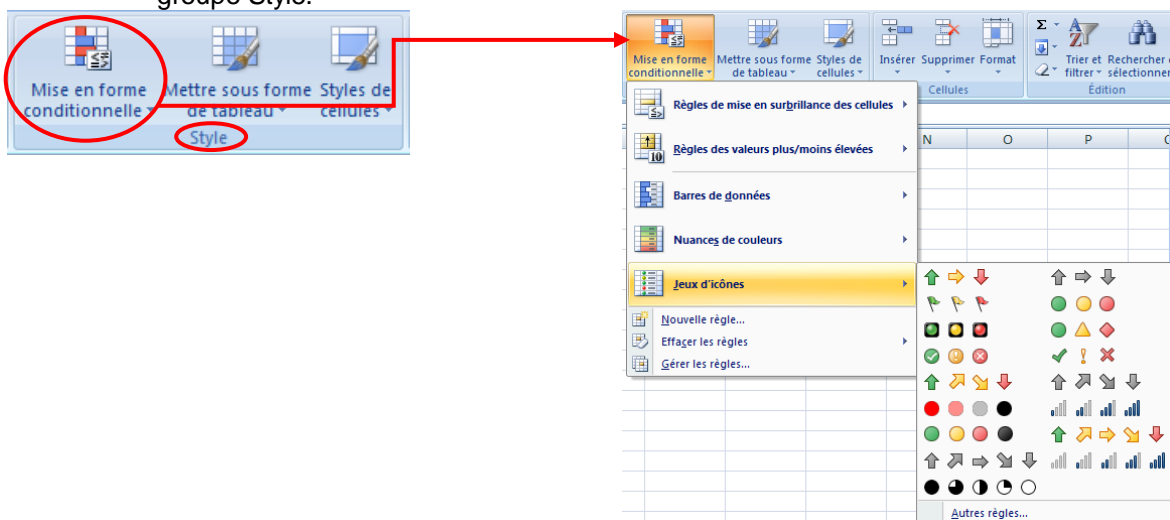 groupe Style.
Mise en forme conditionnelle
Mettre sous forme de tableau
Styles de cellules
Style
Mise en forme conditionnelle
Mettre sous forme de tableau
Styles de cellules
Insérer
Supprimer
Format
Cellules
Σ
Trier et filtrer
Rechercher
sélectionner
Édition
Règles de mise en surbrillance des cellules
Règles des valeurs plus/moins élevées
10
Barres de données
Nuances de couleurs
Jeux d'icônes
Nouvelle règle...
Effacer les règles
Gérer les règles...
N
O
P
Autres règles...